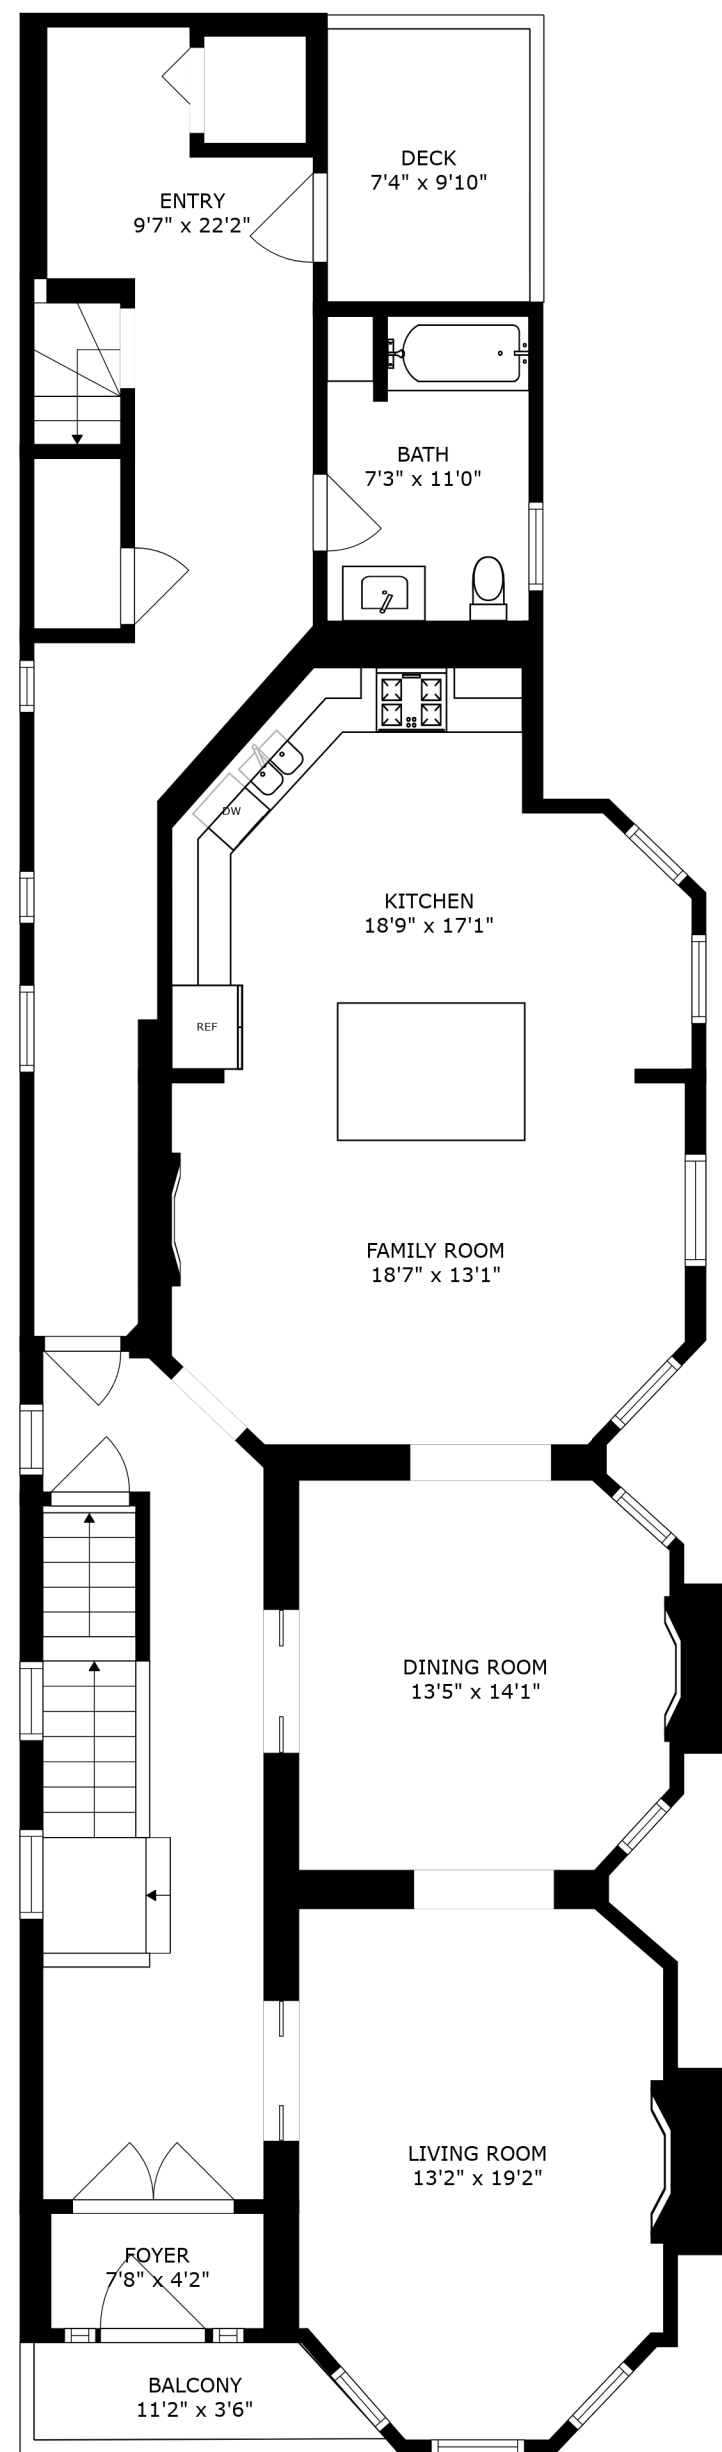 DECK
7'4" x 9'10"
ENTRY
9'7" x 22'2"
BATH
7'3" x 11'0"
DW
KITCHEN
18'9" x 17'1"
REF
FAMILY ROOM
18'7" x 13'1"
DINING ROOM
13'5" x 14'1"
LIVING ROOM
13'2" x 19'2"
FOYER
7'8" x 4'2"
BALCONY
11'2" x 3'6"